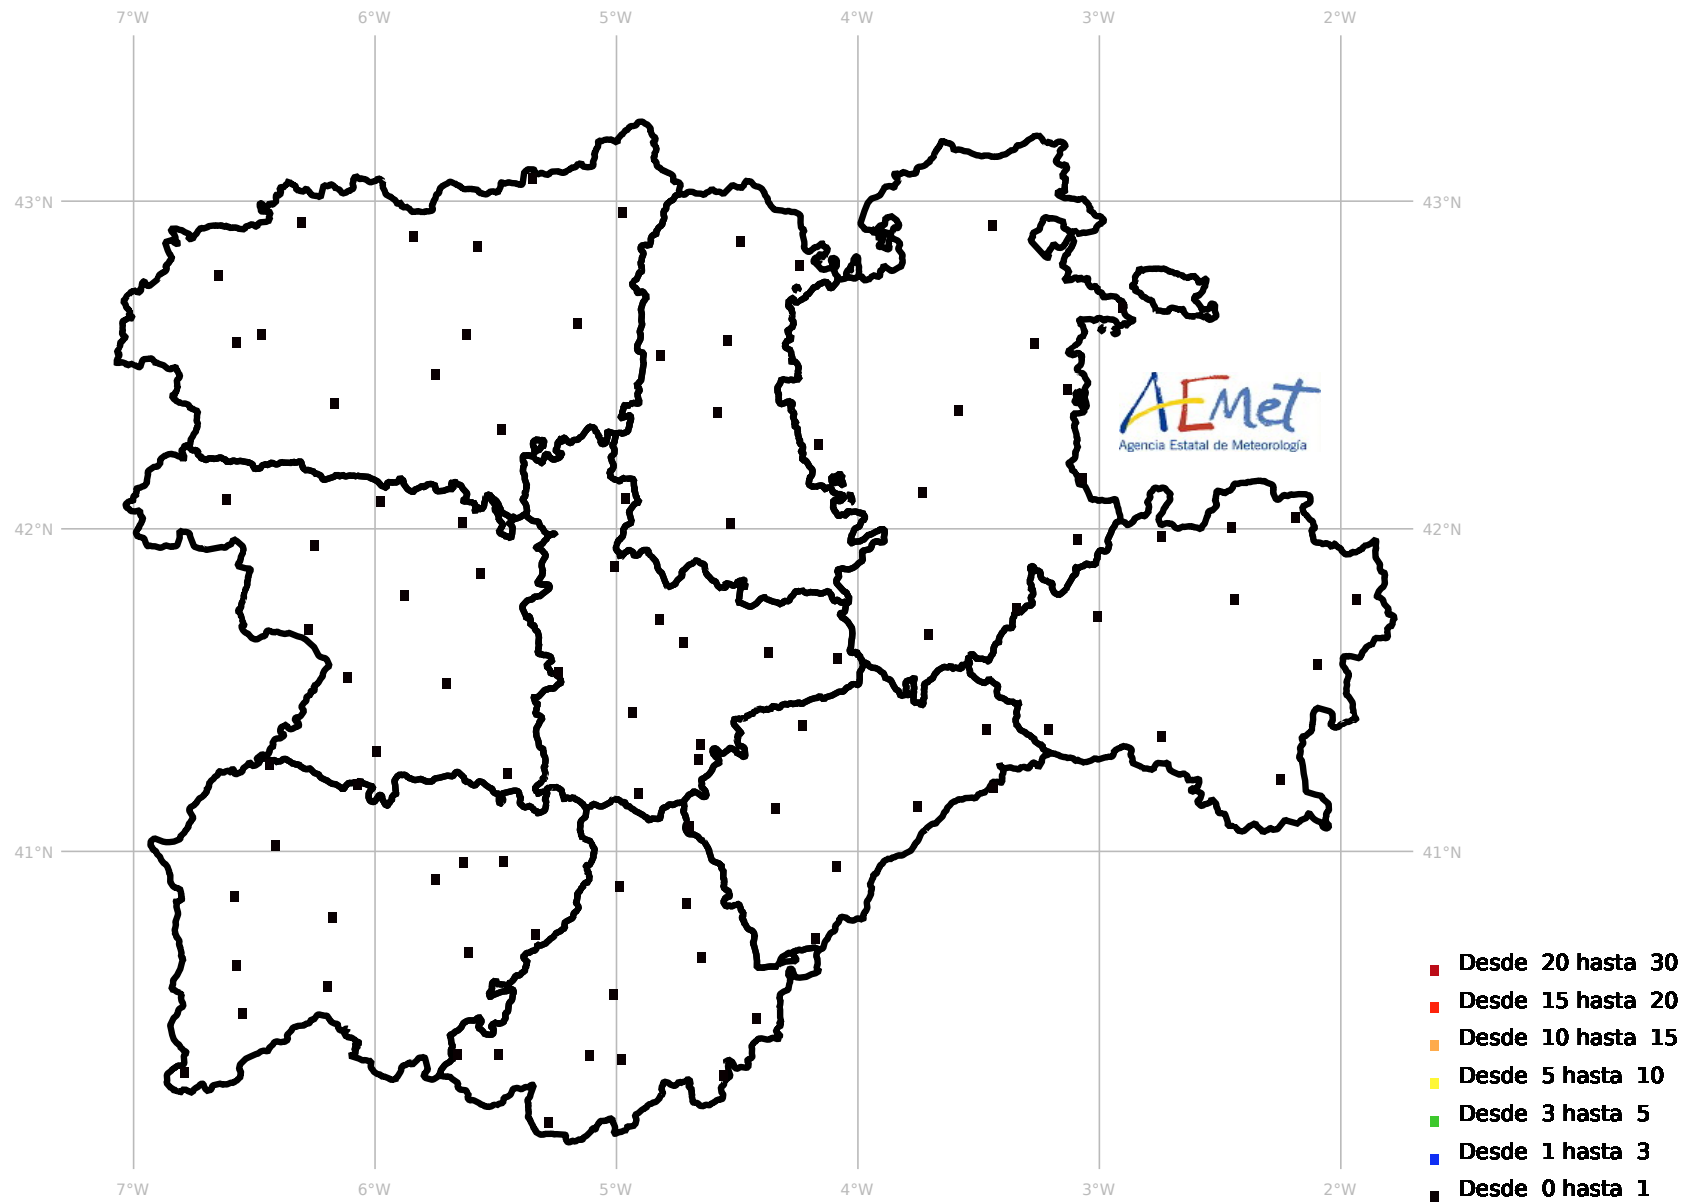 7°W 6°W 5°W 4°W 3°W 2°W
43°N 43°N
AEMet
Agencia Estatal de Meteorología
42°N 42°N
41°N 41°N
Desde 20 hasta 30
Desde 15 hasta 20
Desde 10 hasta 15
Desde 5 hasta 10
Desde 3 hasta 5
Desde 1 hasta 3
Desde 0 hasta 1
7°W 6°W 5°W 4°W 3°W 2°W